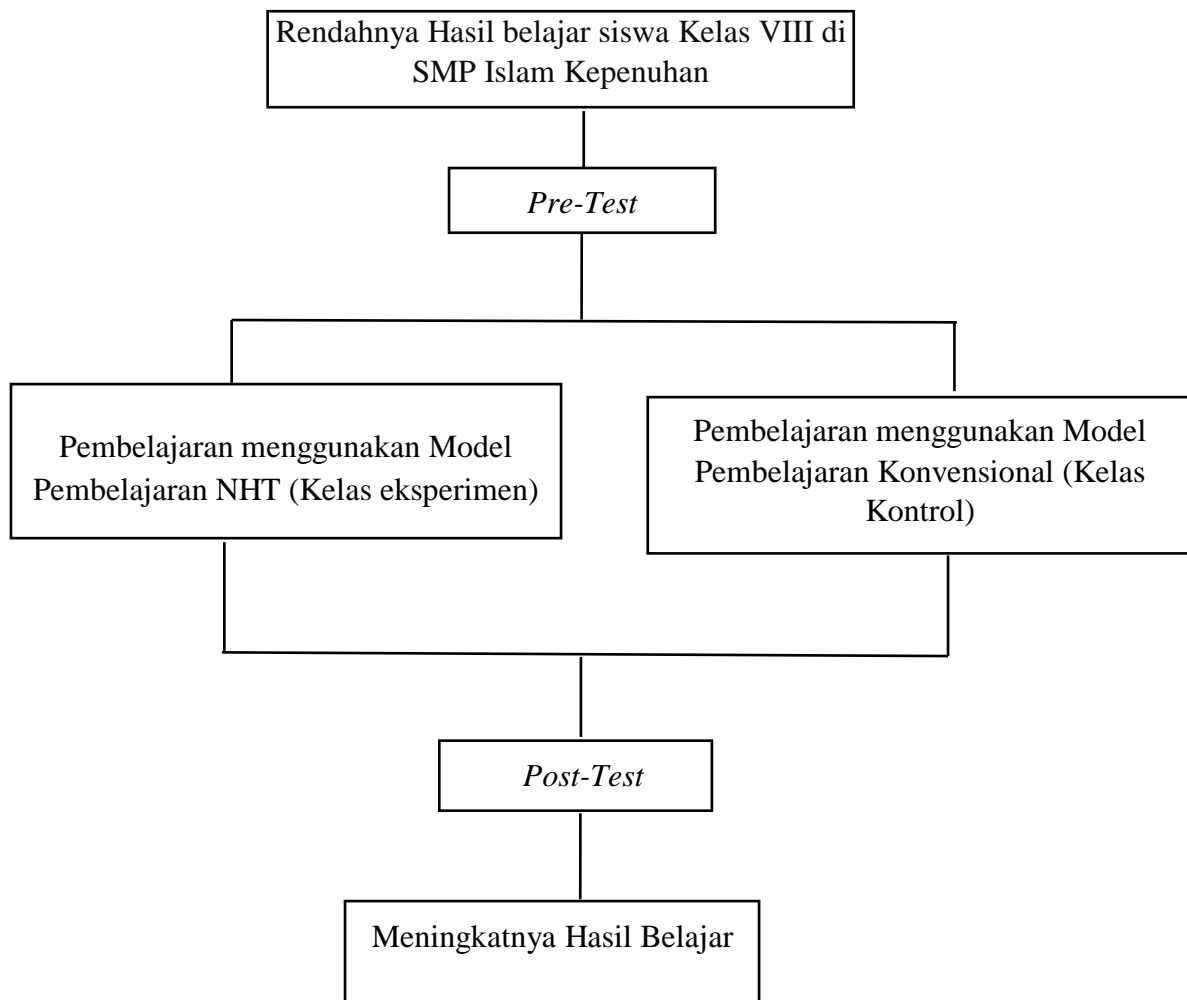 Rendahnya Hasil belajar siswa Kelas VIII di
SMP Islam Kepenuhan
Pre-Test
Pembelajaran menggunakan Model
Pembelajaran NHT (Kelas eksperimen)
Pembelajaran menggunakan Model
Pembelajaran Konvensional (Kelas
Kontrol)
Post-Test
Meningkatnya Hasil Belajar